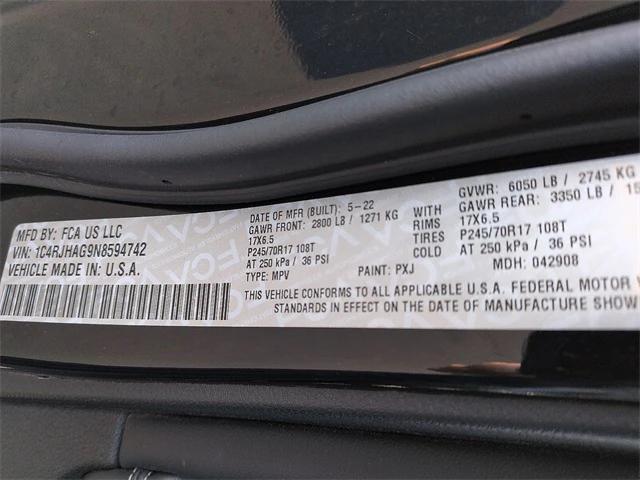 MFD BY: FCA US LLC
VIN: 1C4RJHAG9N8594742
VEHICLE MADE IN U.S.A.
DATE OF MFR (BUILT): 5-22
GAWR FRONT: 2800 LB / 1271 KG
17X6.5
P245/70R17 108T
AT 250 kPa / 36 PSI
TYPE: MPV
PAINT: PXJ
WITH
RIMS
TIRES
COLD
GVWR: 6050 LB / 2745 KG
GAWR REAR: 3350 LB /
17X6.5
P245/70R17 108T
AT 250 kPa / 36 PSI
MDH: 042908
THIS VEHICLE CONFORMS TO ALL APPLICABLE U.S.A. FEDERAL MOTOR
STANDARDS IN EFFECT ON THE DATE OF MANUFACTURE SHOW